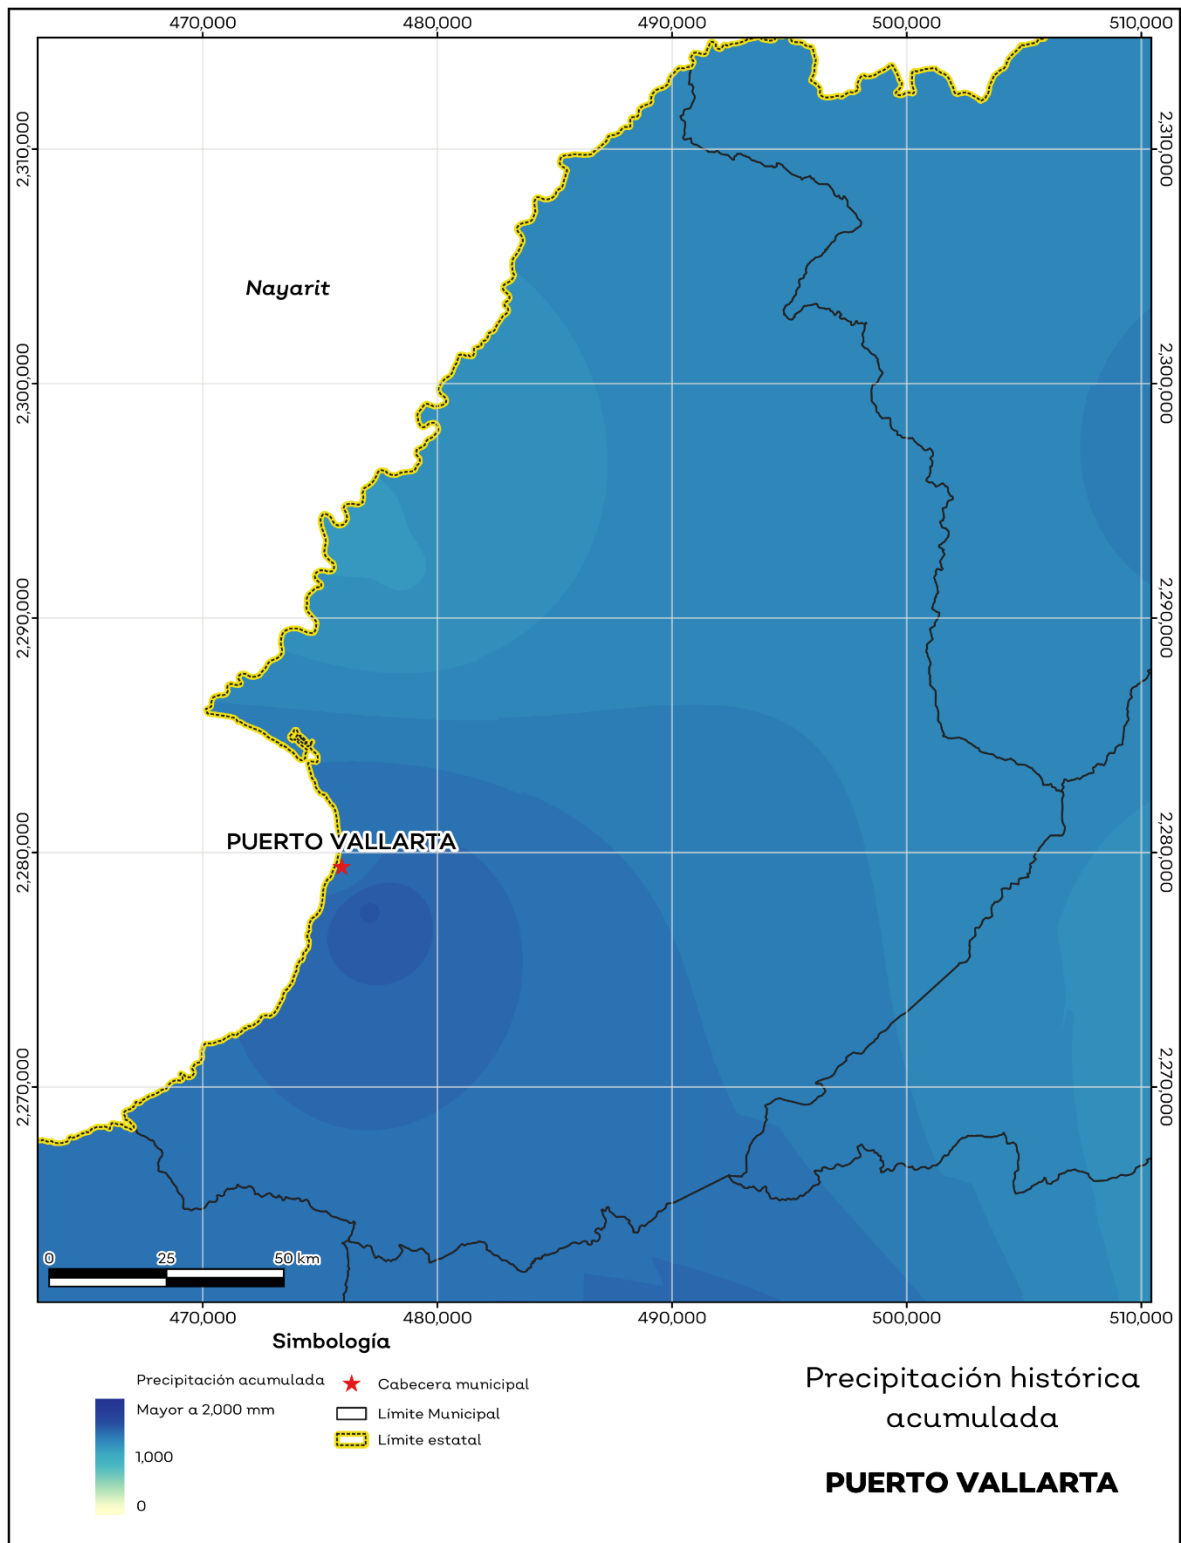 470,000 480,000 490,000 500,000 510,000
2,310,000 2,310,000
Nayarit
2,300,000 2,300,000
2,290,000 2,290,000
PUERTO VALLARTA
2,280,000 2,280,000
2,270,000 2,270,000
0 25 50 km
470,000 480,000 490,000 500,000 510,000
Simbología
Precipitación acumulada
Mayor a 2,000 mm
1,000
0
Cabecera municipal
Límite Municipal
Límite estatal
Precipitación histórica
acumulada
PUERTO VALLARTA